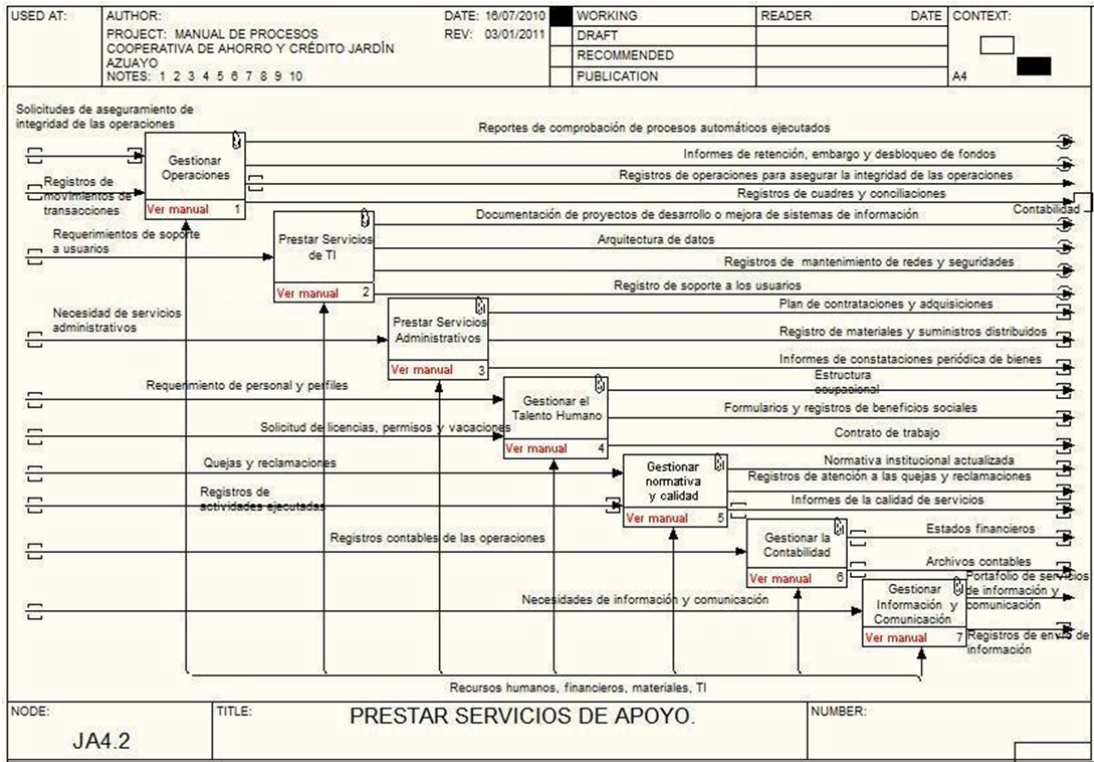 USED AT:
AUTHOR:
DATE: 16/07/2010
WORKING
READER
DATE
CONTEXT:
PROJECT: MANUAL DE PROCESOS
REV: 03/01/2011
DRAFT
COOPERATIVA DE AHORRO Y CRÉDITO JARDÍN
RECOMMENDED
AZUAYO
NOTES: 1 2 3 4 5 6 7 8 9 10
PUBLICATION
A4
Solicitudes de aseguramiento de
integridad de las operaciones
Registros de
movimientos de
transacciones
Gestionar
Operaciones
Ver manual 1
Reportes de comprobación de procesos automáticos ejecutados
Informes de retención, embargo y desbloqueo de fondos
Registros de operaciones para asegurar la integridad de las operaciones
Registros de cuadres y conciliaciones
Contabilidad
Requerimientos de soporte
a usuarios
Prestar Servicios
de TI
Ver manual 2
Documentación de proyectos de desarrollo o mejora de sistemas de información
Arquitectura de datos
Registros de mantenimiento de redes y seguridades
Registro de soporte a los usuarios
Necesidad de servicios
administrativos
Prestar Servicios
Administrativos
Ver manual 3
Plan de contrataciones y adquisiciones
Registro de materiales y suministros distribuidos
Informes de constataciones periódica de bienes
Requerimiento de personal y perfiles
Solicitud de licencias, permisos y vacaciones
Gestionar el
Talento Humano
Ver manual 4
Estructura
ocupacional
Formularios y registros de beneficios sociales
Contrato de trabajo
Quejas y reclamaciones
Registros de
actividades ejecutadas
Gestionar
normativa
y calidad
Ver manual 5
Normativa institucional actualizada
Registros de atención a las quejas y reclamaciones
Informes de la calidad de servicios
Registros contables de las operaciones
Gestionar la
Contabilidad
Ver manual 6
Estados financieros
Archivos contables
Necesidades de información y comunicación
Gestionar
Información y
Comunicación
Ver manual 7
Portafolio de servicios
de información y
comunicación
Registros de envío de
información
Recursos humanos, financieros, materiales, TI
NODE:
TITLE:
NUMBER:
JA4.2
PRESTAR SERVICIOS DE APOYO.